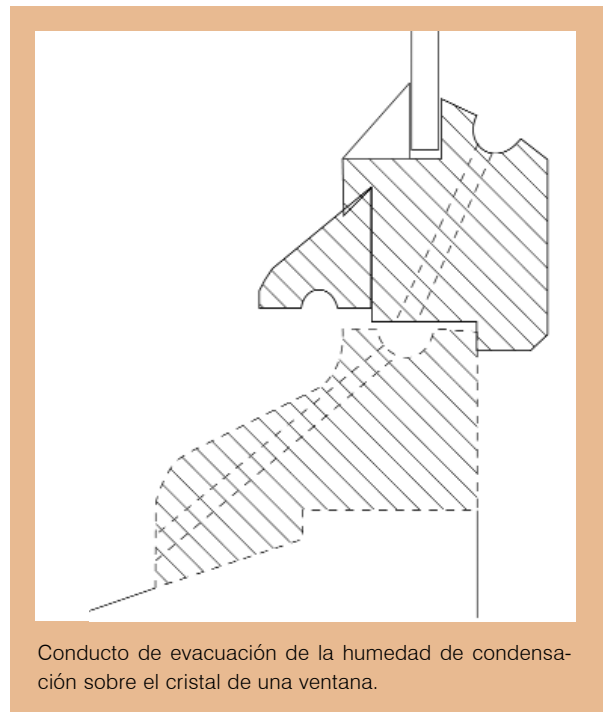 Conducto de evacuación de la humedad de condensa-
ción sobre el cristal de una ventana.